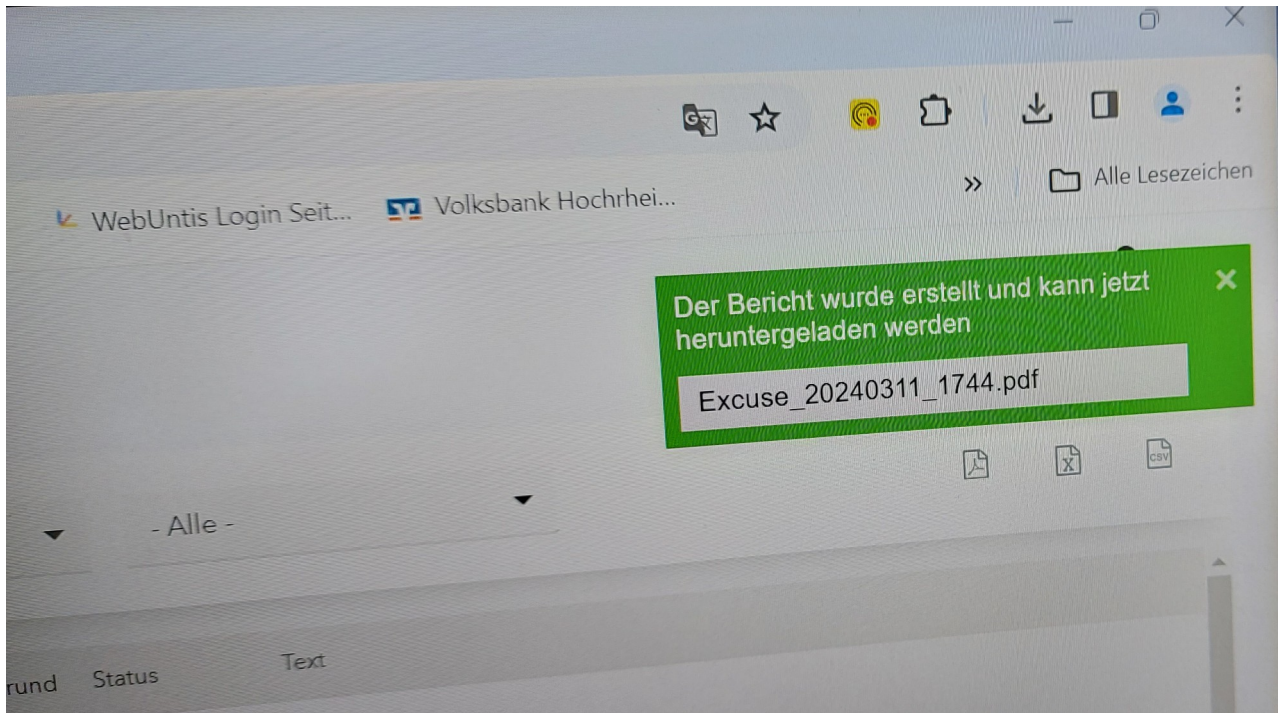 WebUntis Login Seit...
Volksbank Hochrhei...
Alle Lesezeichen
Der Bericht wurde erstellt und kann jetzt
heruntergeladen werden
Excuse_20240311_1744.pdf
CSV
- Alle -
rund Status Text